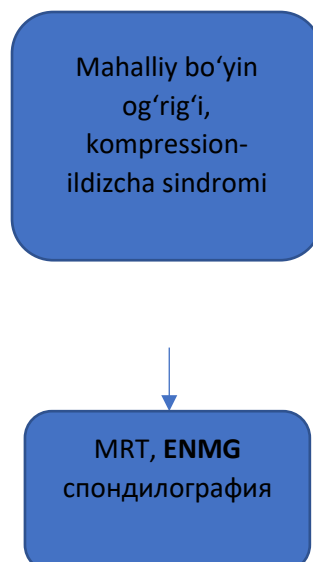 Mahalliy bo‘yin
og‘rig‘i,
kompression-
ildizcha sindromi
MRT, ENMG
спондилография